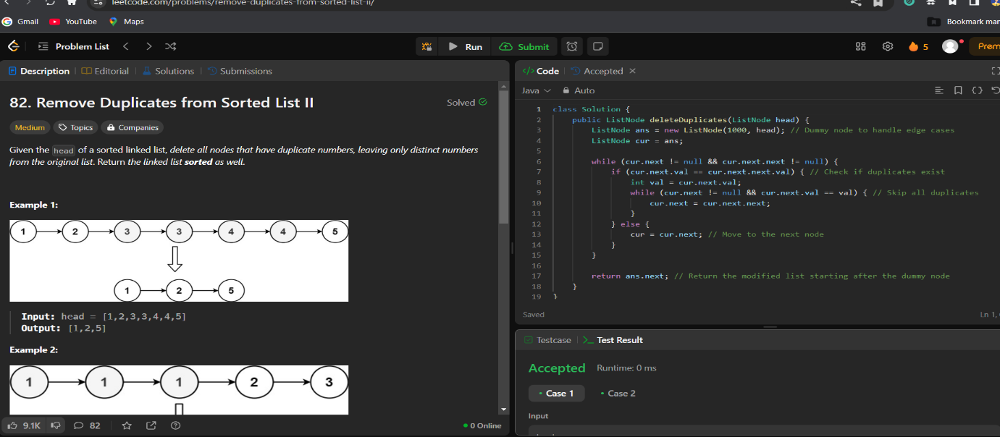 leetcode.com/problems/remove-duplicates-from-sorted-list-ii/
Gmail YouTube Maps Bookmark
Problem List Run Submit 5 Prem
Description Editorial Solutions Submissions
82. Remove Duplicates from Sorted List II
Solved
Medium Topics Companies
Given the head of a sorted linked list, delete all nodes that have duplicate numbers, leaving only distinct numbers
from the original list. Return the linked list sorted as well.
Example 1:
1 2 3 3 4 4 5
1 2 5
Input: head = [1,2,3,3,4,4,5]
Output: [1,2,5]
Example 2:
1 1 1 2 3
9.1K 82 0 Online
</> Code Accepted
Java Auto
1 class Solution {
2 public ListNode deleteDuplicates(ListNode head) {
3 ListNode ans = new ListNode(1000, head); // Dummy node to handle edge cases
4 ListNode cur = ans;
5
6 while (cur.next != null && cur.next.next != null) {
7 if (cur.next.val == cur.next.next.val) { // Check if duplicates exist
8 int val = cur.next.val;
9 while (cur.next != null && cur.next.val == val) { // Skip all duplicates
10 cur.next = cur.next.next;
11 }
12 } else {
13 cur = cur.next; // Move to the next node
14 }
15 }
16
17 return ans.next; // Return the modified list starting after the dummy node
18 }
19 }
Saved Ln 1,
Testcase Test Result
Accepted Runtime: 0 ms
Case 1 Case 2
Input